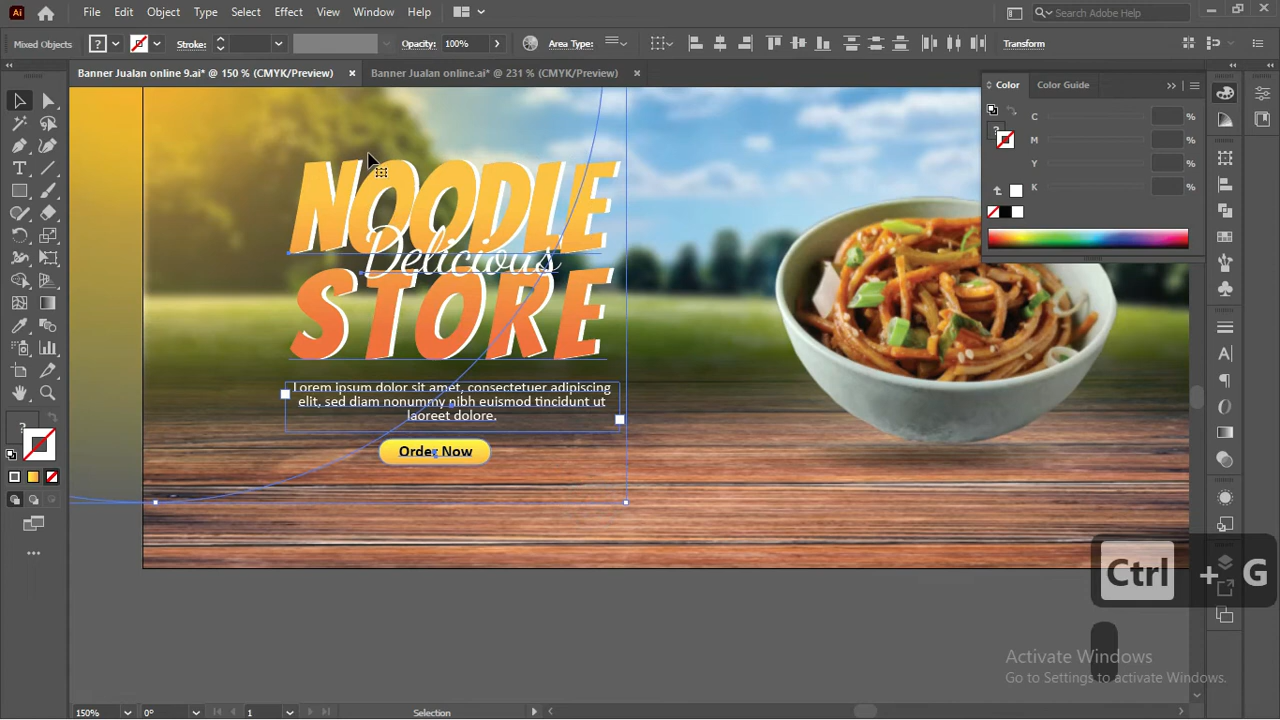 Ai File Edit Object Type Select Effect View Window Help Search Adobe Help
Mixed Objects Stroke: Opacity: 100% Area Type: Transform
Banner Jualan online 9.ai* @ 150 % (CMYK/Preview) × Banner Jualan online.ai* @ 231 % (CMYK/Preview) ×
Color Color Guide
C %
M %
Y %
K %
NOODLE
Delicious
STORE
Lorem ipsum dolor sit amet, consectetuer adipiscing
elit, sed diam nonummy nibh euismod tincidunt ut
laoreet dolore.
Order Now
Ctrl + G
Activate Windows
Go to Settings to activate Windows.
150% 0° 1 Selection